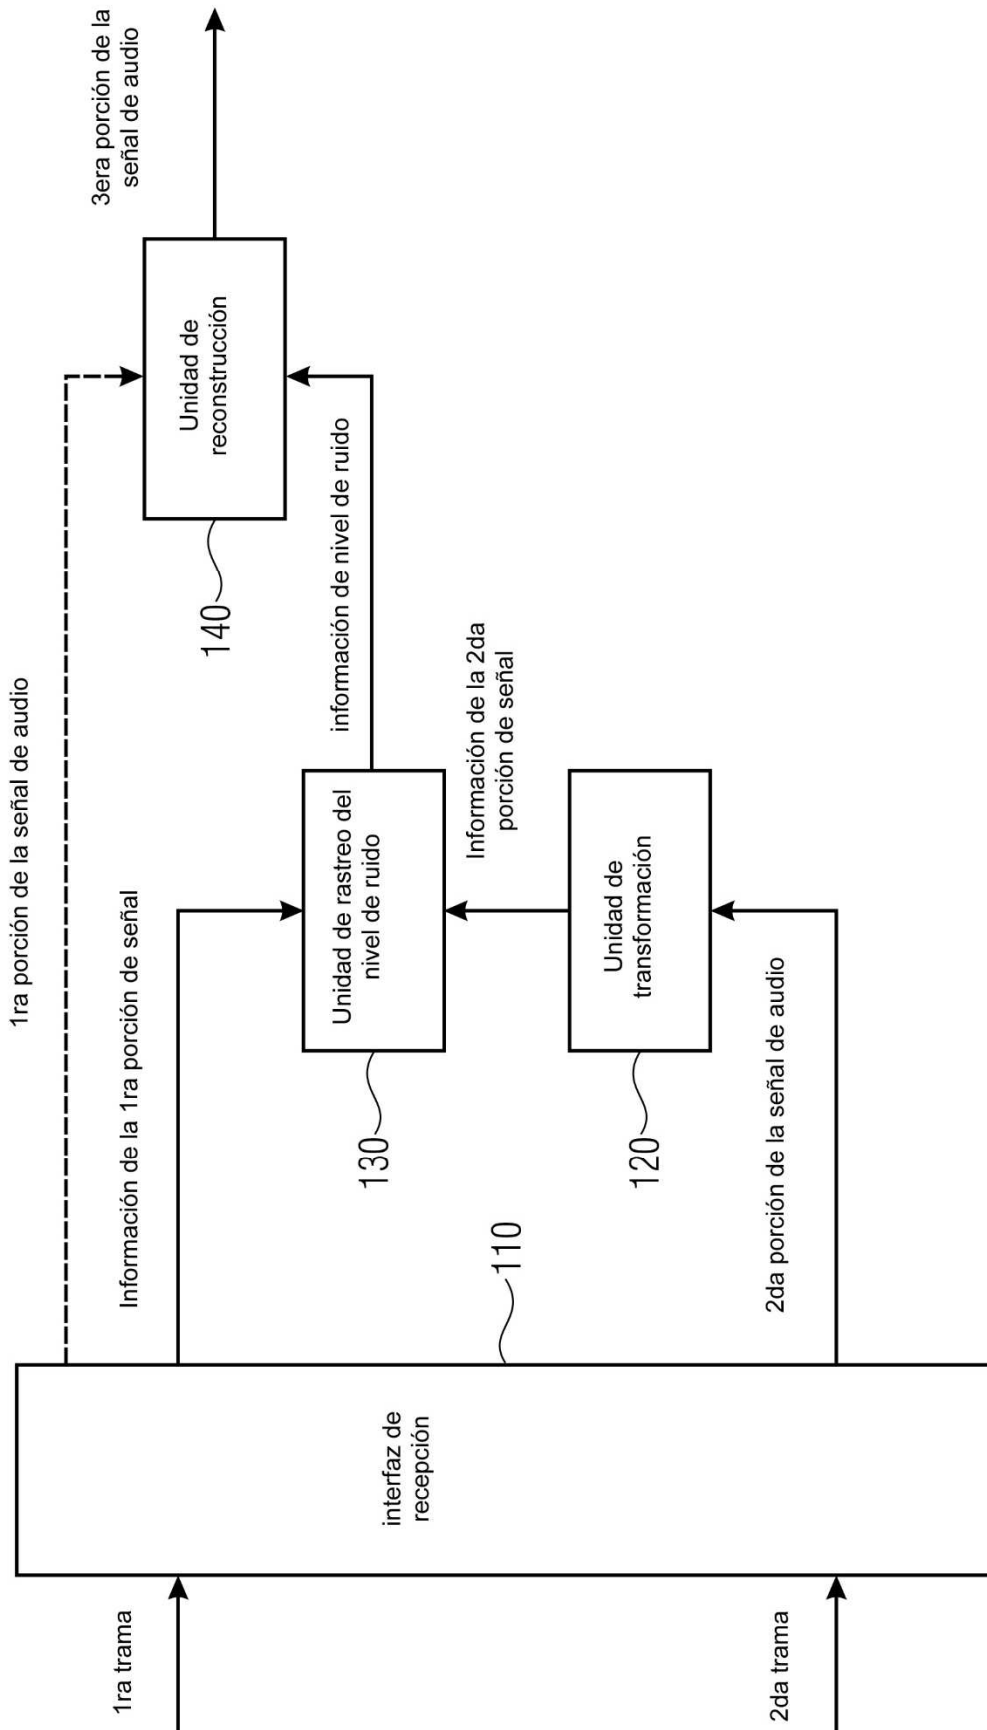 3era porción de la
señal de audio
1ra porción de la señal de audio
Unidad de
reconstrucción
140
información de nivel de ruido
Información de la 1ra porción de señal
Unidad de rastreo del
nivel de ruido
130
Información de la 2da
porción de señal
Unidad de
transformación
120
110
2da porción de la señal de audio
interfaz de
recepción
1ra trama
2da trama